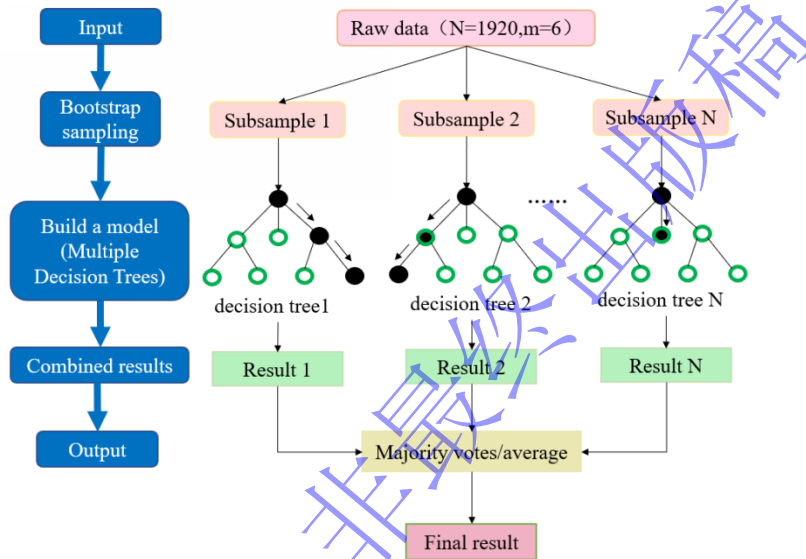 Input
Bootstrap
sampling
Build a model
(Multiple
Decision Trees)
Combined results
Output
Raw data（N=1920,m=6）
Subsample 1
Subsample 2
Subsample N
......
decision tree1
decision tree 2
decision tree N
Result 1
Result 2
Result N
Majority votes/average
Final result
非最终出版稿